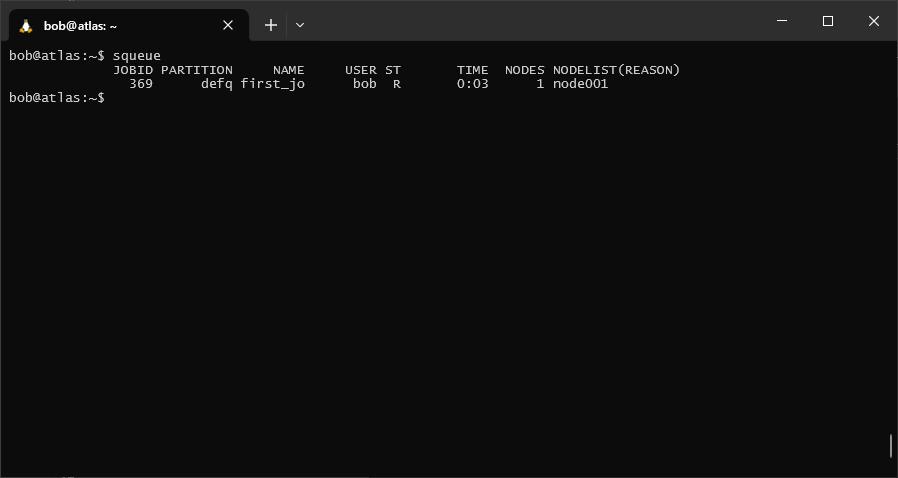 bob@atlas: ~
bob@atlas:~$ squeue
JOBID PARTITION NAME USER ST TIME NODES NODELIST(REASON)
369 defq first_jo bob R 0:03 1 node001
bob@atlas:~$